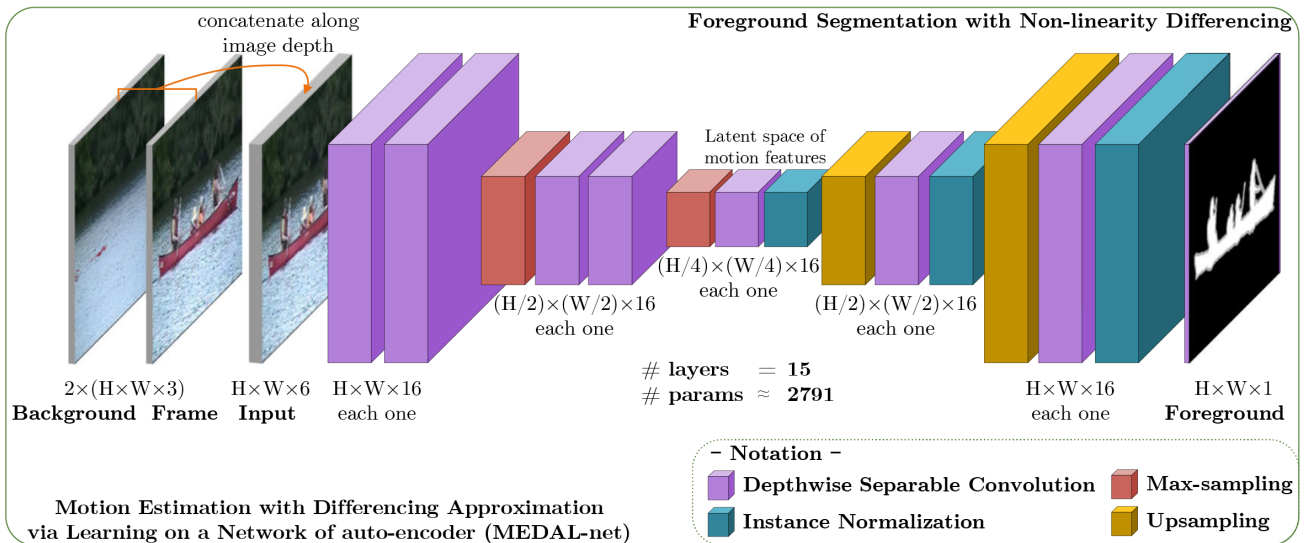 concatenate along
image depth
Foreground Segmentation with Non-linearity Differencing
Latent space of
motion features
(H/4)×(W/4)×16
each one
(H/2)×(W/2)×16
each one
(H/2)×(W/2)×16
each one
# layers = 15
# params ≈ 2791
2×(H×W×3)
Background Frame
H×W×6
Input
H×W×16
each one
H×W×16
each one
H×W×1
Foreground
– Notation –
Depthwise Separable Convolution
Max-sampling
Instance Normalization
Upsampling
Motion Estimation with Differencing Approximation
via Learning on a Network of auto-encoder (MEDAL-net)